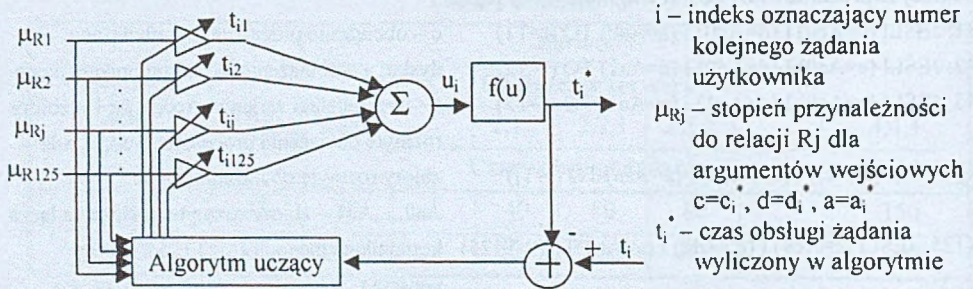 μR1
ti1
μR2
ti2
μRj
tij
μR125
ti125
Σ
ui
f(u)
ti*
Algorytm uczący
-
+
+
ti
i – indeks oznaczający numer
kolejnego żądania
użytkownika
μRj – stopień przynależności
do relacji Rj dla
argumentów wejściowych
c=ci*, d=di*, a=ai*
ti* – czas obsługi żądania
wyliczony w algorytmie